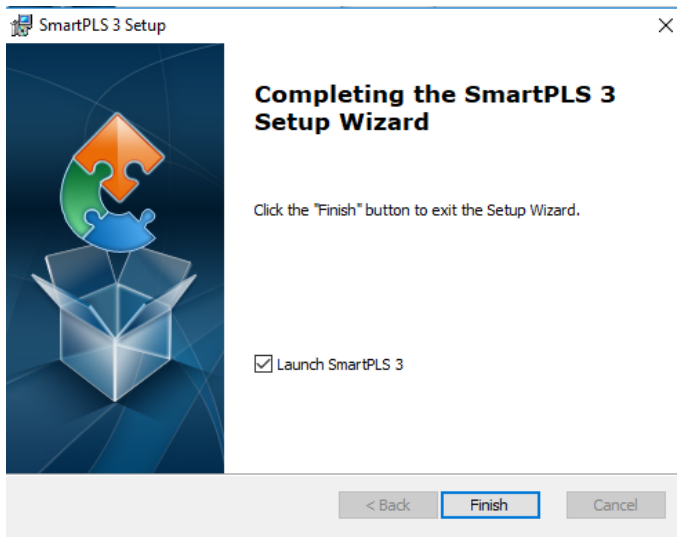 SmartPLS 3 Setup
Completing the SmartPLS 3
Setup Wizard
Click the "Finish" button to exit the Setup Wizard.
Launch SmartPLS 3
< Back Finish Cancel